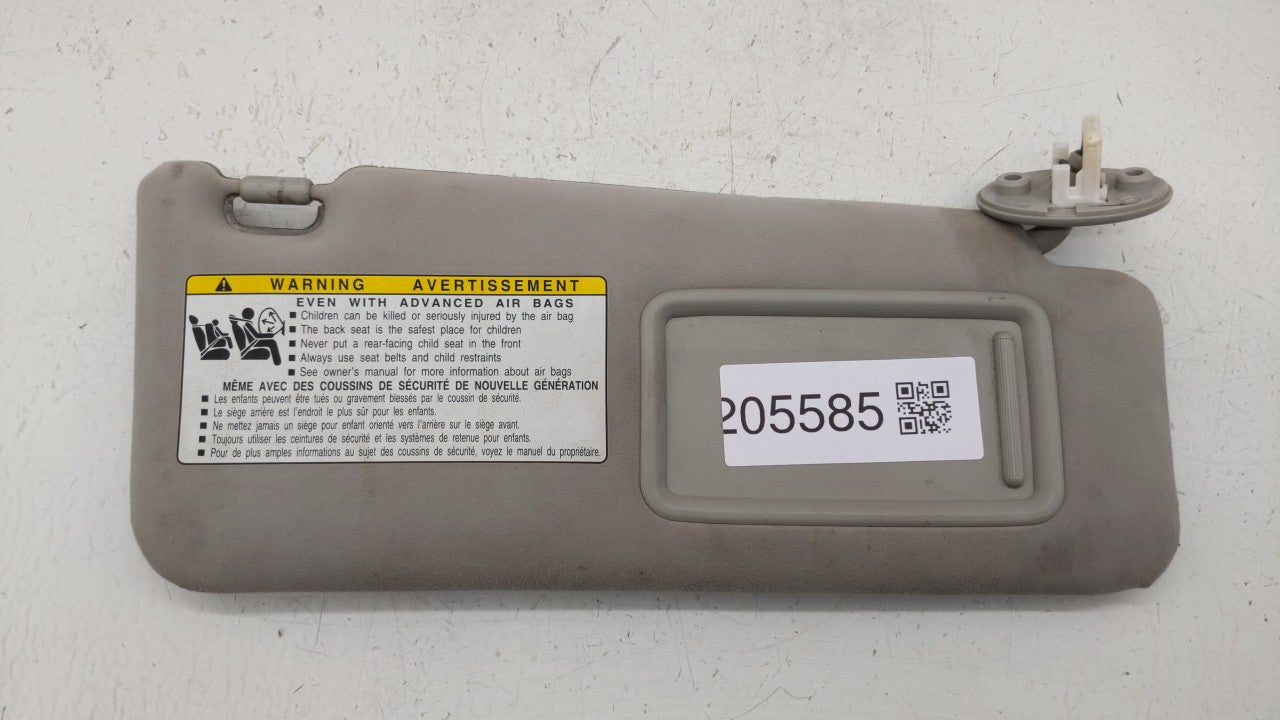 WARNING AVERTISSEMENT
EVEN WITH ADVANCED AIR BAGS
■ Children can be killed or seriously injured by the air bag
■ The back seat is the safest place for children
■ Never put a rear-facing child seat in the front
■ Always use seat belts and child restraints
■ See owner's manual for more information about air bags
MÊME AVEC DES COUSSINS DE SÉCURITÉ DE NOUVELLE GÉNÉRATION
■ Les enfants peuvent être tués ou gravement blessés par le coussin de sécurité.
■ Le siège arrière est l'endroit le plus sûr pour les enfants.
■ Ne mettez jamais un siège pour enfant orienté vers l'arrière sur le siège avant.
■ Toujours utiliser les ceintures de sécurité et les systèmes de retenue pour enfants.
■ Pour de plus amples informations au sujet des coussins de sécurité, voyez le manuel du propriétaire.
205585